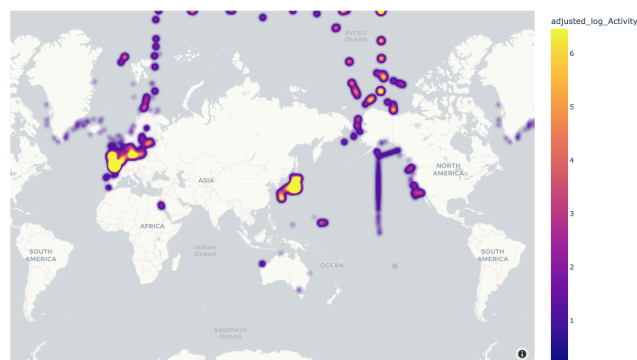 adjusted_log_Activity
Arctic
Ocean
6
5
ASIA
NORTH
AMERICA
4
AFRICA
3
SOUTH
AMERICA
Indian
Ocean
OCEAN
SOUTH
AMERICA
2
Southern
Ocean
1